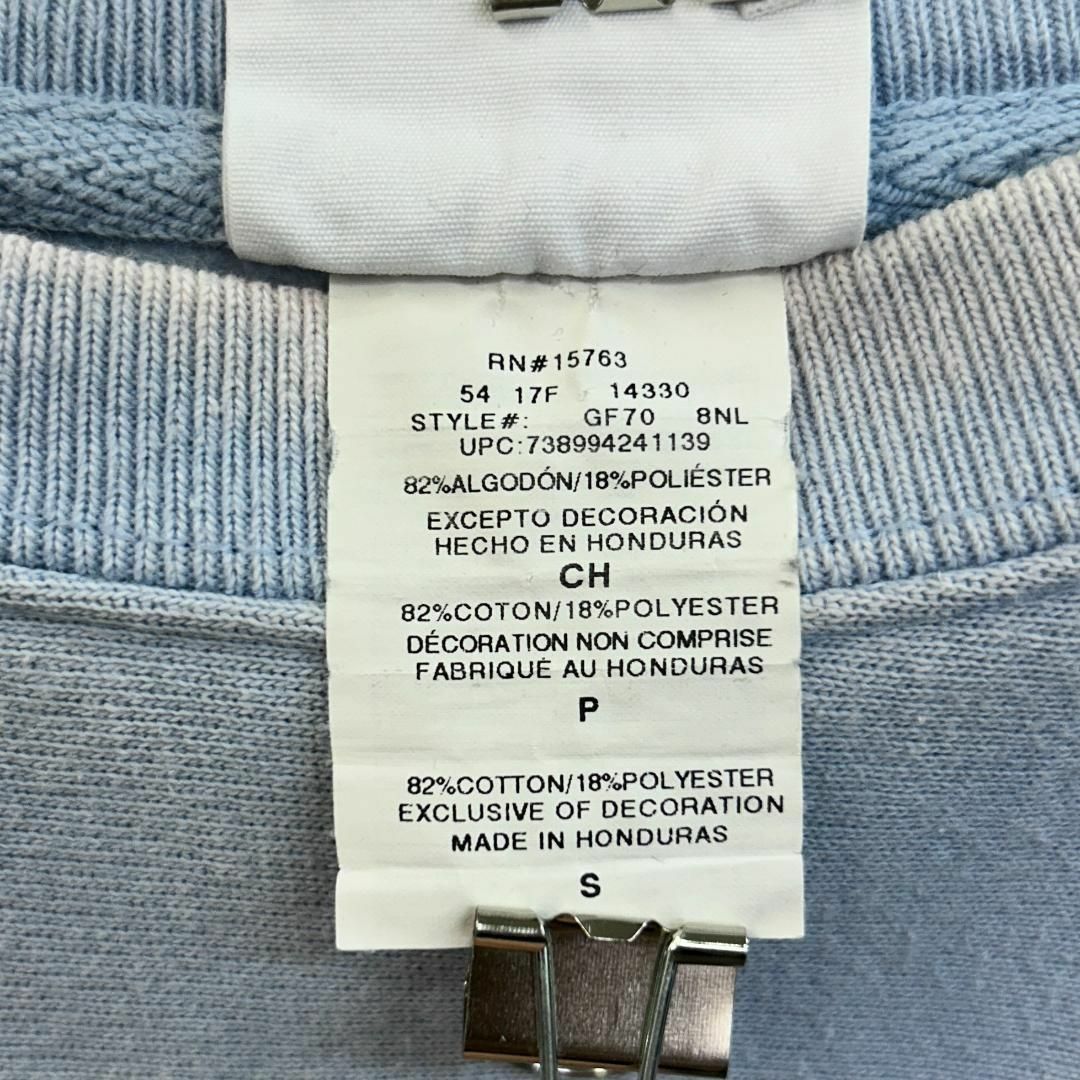 RN#15763
54 17F 14330
STYLE#: GF70 8NL
UPC:738994241139
82%ALGODÓN/18%POLIÉSTER
EXCEPTO DECORACIÓN
HECHO EN HONDURAS
CH
82%COTON/18%POLYESTER
DÉCORATION NON COMPRISE
FABRIQUÉ AU HONDURAS
P
82%COTTON/18%POLYESTER
EXCLUSIVE OF DECORATION
MADE IN HONDURAS
S